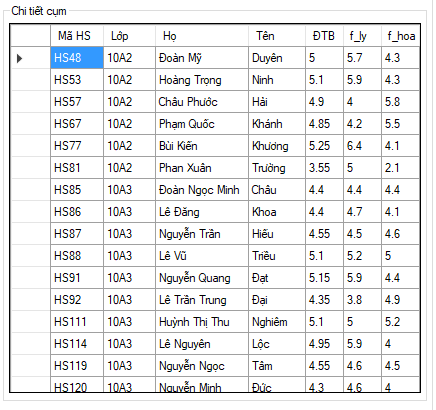 Chi tiết cụm
Mã HS Lớp Họ Tên ĐTB f_ly f_hoa
HS48 10A2 Đoàn Mỹ Duyên 5 5.7 4.3
HS53 10A2 Hoàng Trọng Ninh 5.1 5.9 4.3
HS57 10A2 Châu Phước Hải 4.9 4 5.8
HS67 10A2 Phạm Quốc Khánh 4.85 4.2 5.5
HS77 10A2 Bùi Kiến Khương 5.25 6.4 4.1
HS81 10A2 Phan Xuân Trường 3.55 5 2.1
HS85 10A3 Đoàn Ngọc Minh Châu 4.4 4.4 4.4
HS86 10A3 Lê Đăng Khoa 4.4 4.7 4.1
HS87 10A3 Nguyễn Trần Hiếu 4.55 4.5 4.6
HS88 10A3 Lê Vũ Triều 5.1 5.2 5
HS91 10A3 Nguyễn Quang Đạt 5.15 5.9 4.4
HS92 10A3 Lê Trần Trung Đại 4.35 3.8 4.9
HS111 10A3 Huỳnh Thị Thu Nghiêm 5.1 5 5.2
HS114 10A3 Lê Nguyên Lộc 4.95 5.9 4
HS119 10A3 Nguyễn Ngọc Tâm 4.55 4.6 4.5
HS120 10A3 Nguyễn Minh Đức 4.3 4.6 4